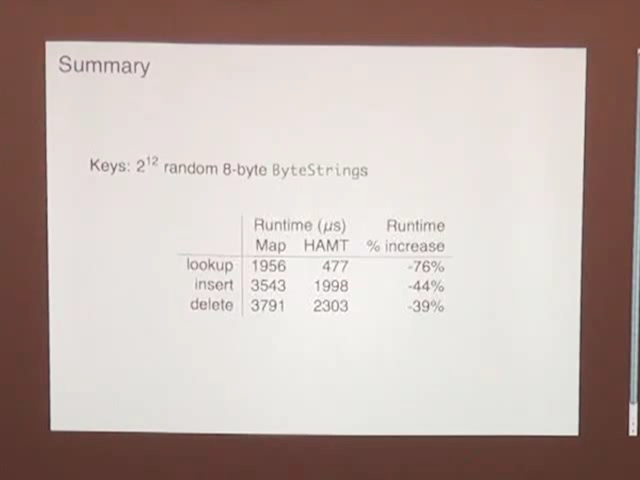 Summary
Keys: 2¹² random 8-byte ByteStrings
Runtime (μs) Runtime
Map HAMT % increase
lookup 1956 477 -76%
insert 3543 1998 -44%
delete 3791 2303 -39%